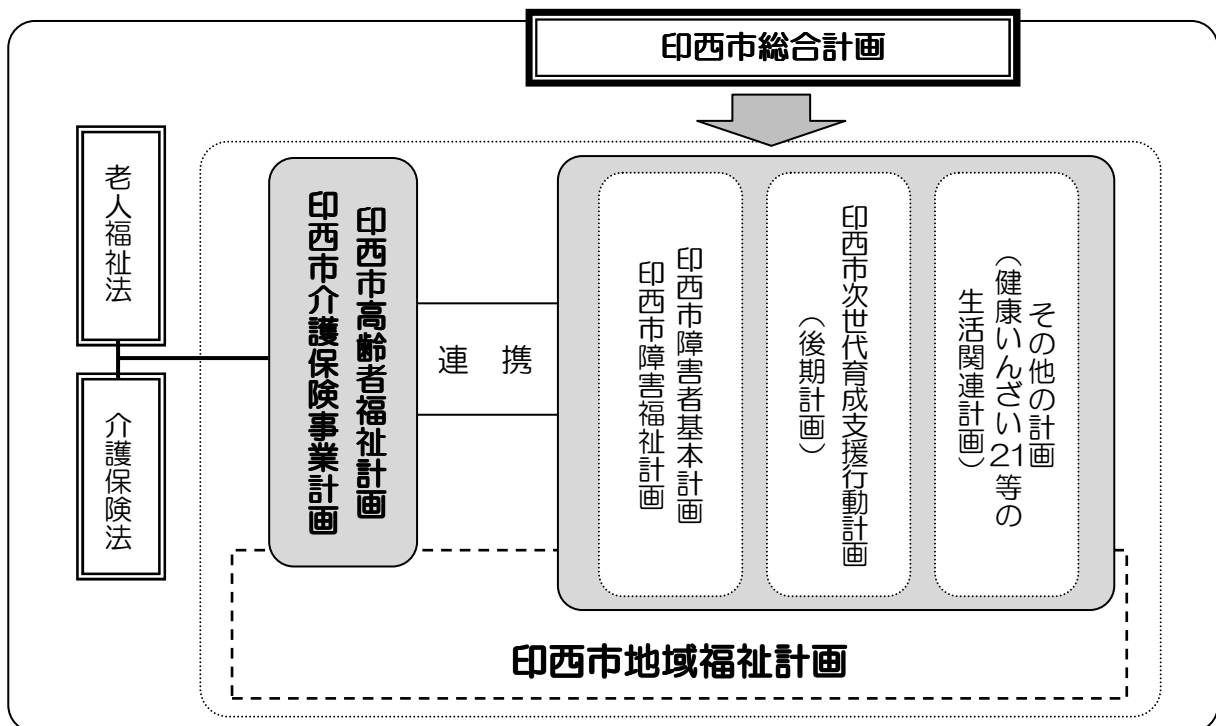 印西市総合計画
老人福祉法
介護保険法
印西市高齢者福祉計画
印西市介護保険事業計画
連 携
印西市障害者基本計画
印西市障害福祉計画
印西市次世代育成支援行動計画
（後期計画）
その他の計画
（健康いんざい21等の
生活関連計画）
印西市地域福祉計画